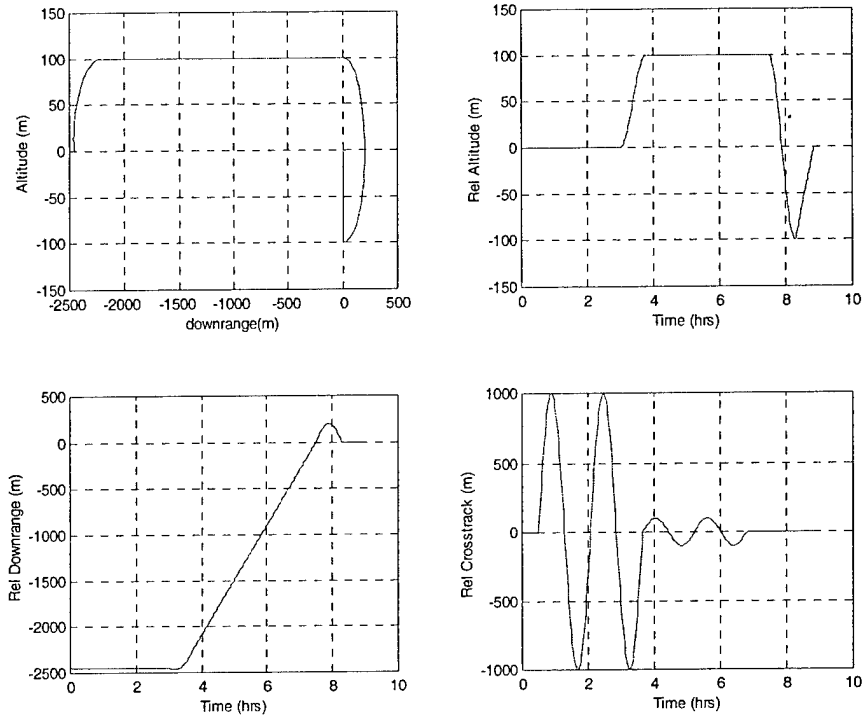 150
100
50
0
-50
-100
-150
Altitude (m)
-2500 -2000 -1500 -1000 -500 0 500
downrange(m)
150
100
50
0
-50
-100
-150
Rel Altitude (m)
0 2 4 6 8 10
Time (hrs)
500
0
-500
-1000
-1500
-2000
-2500
Rel Downrange (m)
0 2 4 6 8 10
Time (hrs)
1000
500
0
-500
-1000
Rel Crosstrack (m)
0 2 4 6 8 10
Time (hrs)